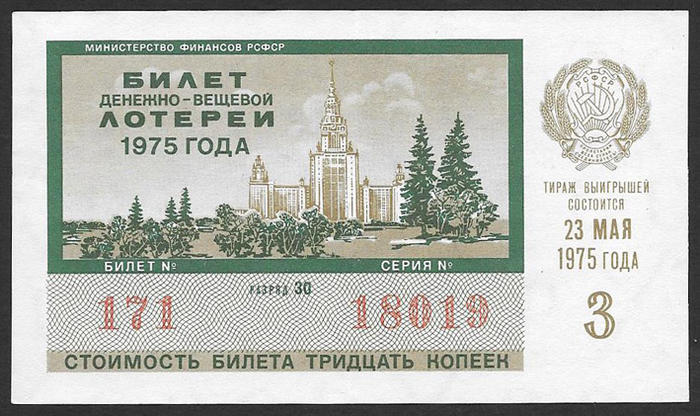 МИНИСТЕРСТВО ФИНАНСОВ РСФСР
БИЛЕТ
ДЕНЕЖНО-ВЕЩЕВОЙ
ЛОТЕРЕИ
1975 ГОДА
БИЛЕТ №
СЕРИЯ №
РАЗРЯД 30
171
18019
СТОИМОСТЬ БИЛЕТА ТРИДЦАТЬ КОПЕЕК
РСФСР
ТИРАЖ ВЫИГРЫШЕЙ
СОСТОИТСЯ
23 МАЯ
1975 ГОДА
3